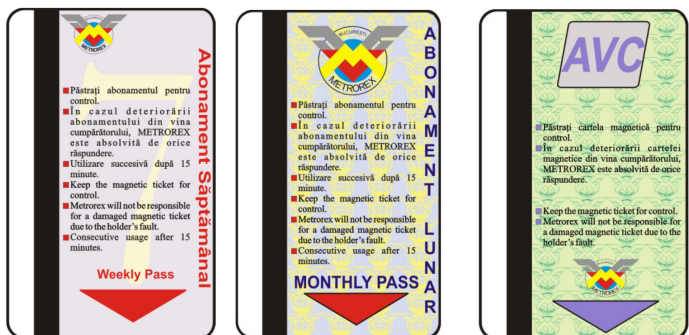 METROREX
7
Păstrați abonamentul pentru
control.
În cazul deteriorării
abonamentului din vina
cumpărătorului, METROREX
este absolvită de orice
răspundere.
Utilizare succesivă după 15
minute.
Keep the magnetic ticket for
control.
Metrorex will not be responsible
for a damaged magnetic ticket
due to the holder's fault.
Consecutive usage after 15
minutes.
Weekly Pass
Abonament Săptămânal
BUCUREȘTI
METROREX
Păstrați abonamentul pentru
control.
În cazul deteriorării
abonamentului din vina
cumpărătorului, METROREX
este absolvită de orice
răspundere.
Utilizare succesivă după 15
minute.
Keep the magnetic ticket for
control.
Metrorex will not be responsible
for a damaged magnetic ticket
due to the holder's fault.
Consecutive usage after 15
minutes.
MONTHLY PASS
ABONAMENT LUNAR
AVC
Păstrați cartela magnetică pentru
control.
În cazul deteriorării cartelei
magnetice din vina cumpărătorului,
METROREX este absolvită de orice
răspundere.
Keep the magnetic ticket for control.
Metrorex will not be responsible for
a damaged magnetic ticket due to the
holder's fault.
METROREX